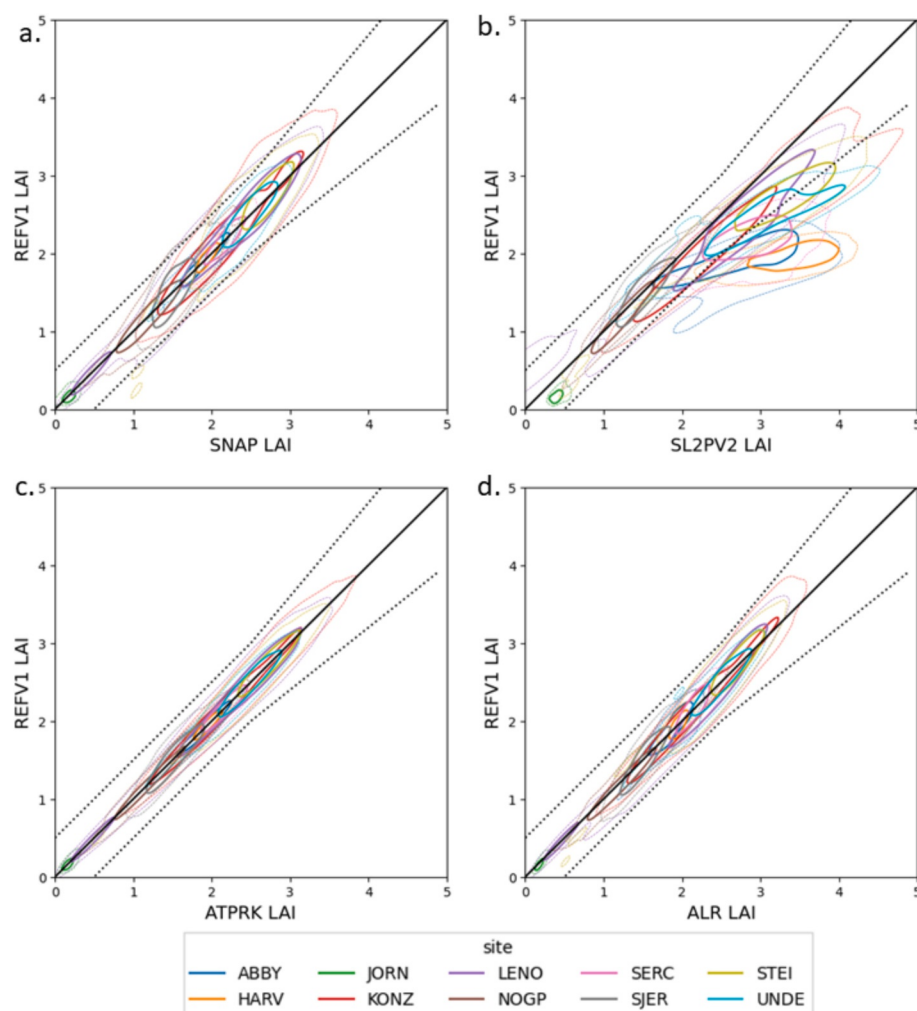 a.
5
4
3
2
1
0
REFV1 LAI
0 1 2 3 4 5
SNAP LAI
b.
5
4
3
2
1
0
REFV1 LAI
0 1 2 3 4 5
SL2PV2 LAI
c.
5
4
3
2
1
0
REFV1 LAI
0 1 2 3 4 5
ATPRK LAI
d.
5
4
3
2
1
0
REFV1 LAI
0 1 2 3 4 5
ALR LAI
site
ABBY JORN LENO SERC STEI
HARV KONZ NOGP SJER UNDE